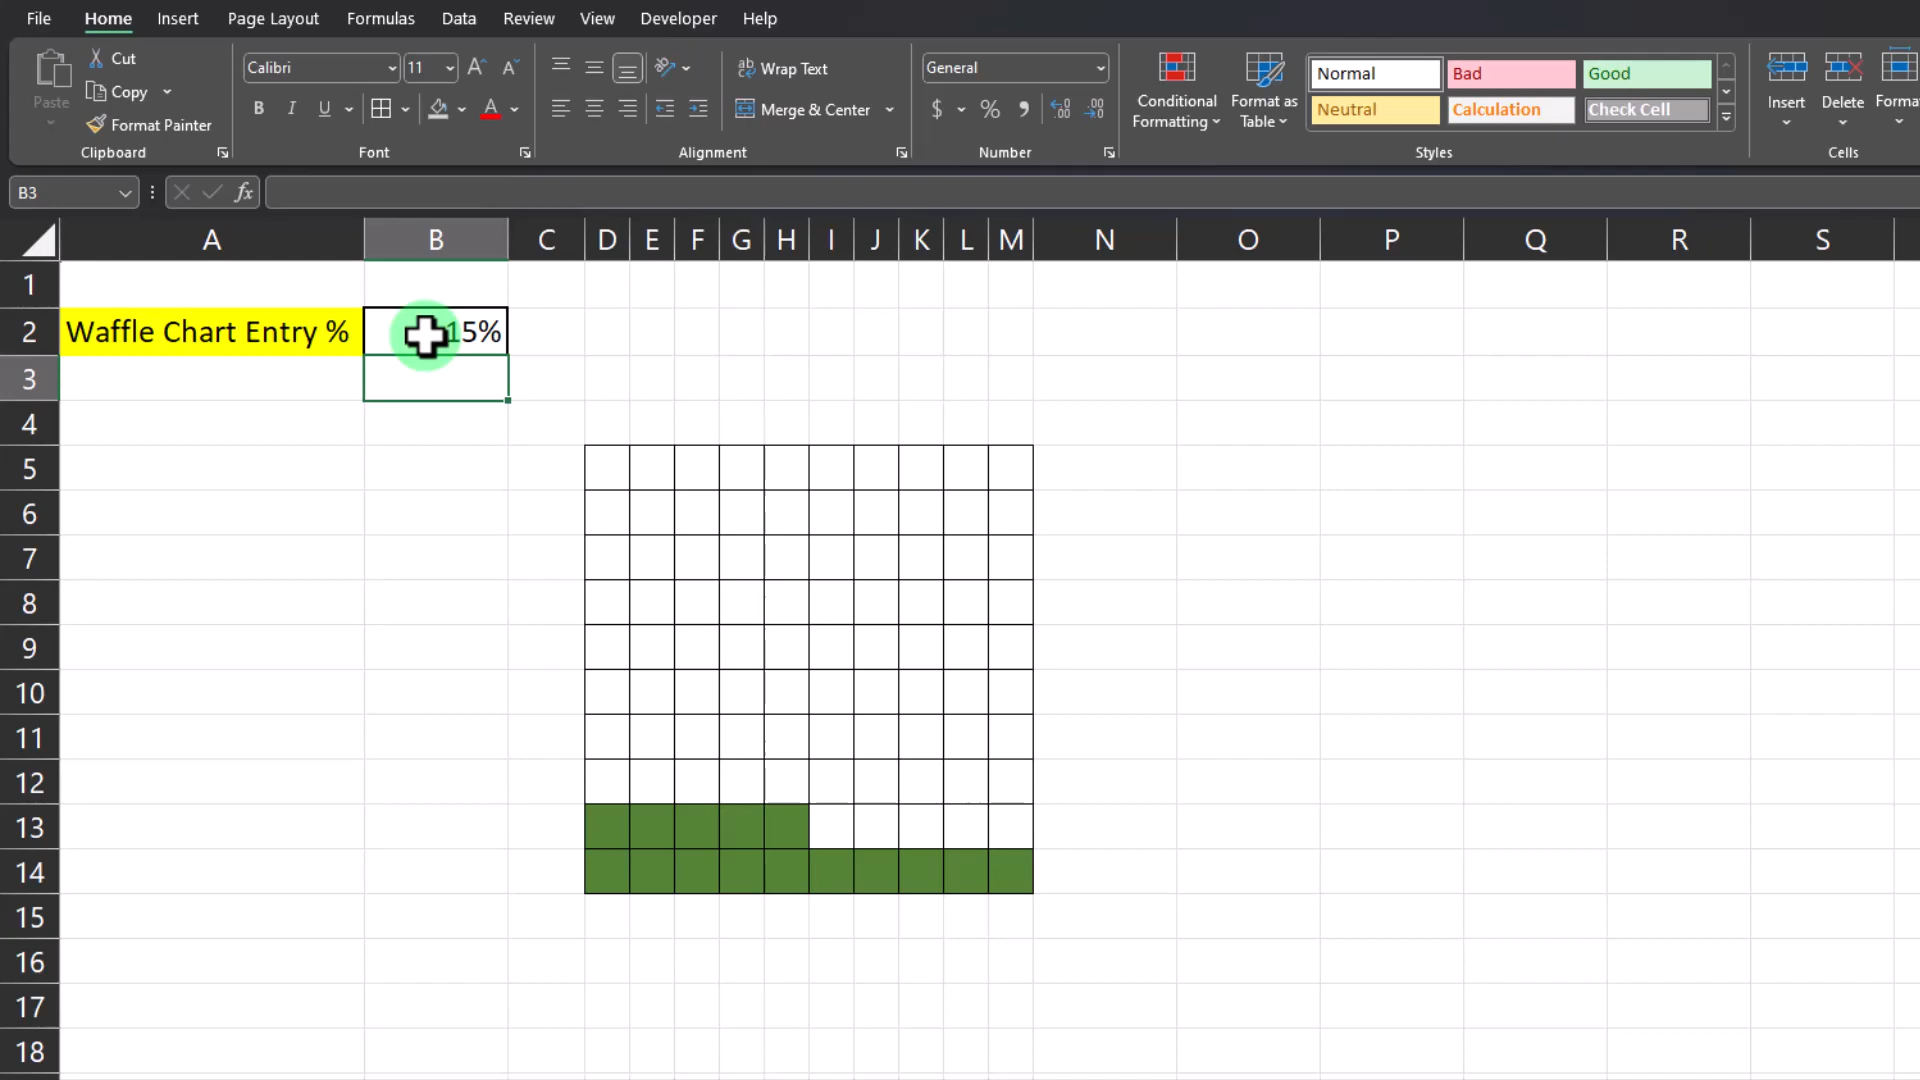 File Home Insert Page Layout Formulas Data Review View Developer Help
Paste
Cut
Copy
Format Painter
Clipboard
Calibri 11 A A
B I U A
Font
ab Wrap Text
Merge & Center
Alignment
General
$ % ,
Number
Conditional Formatting
Format as Table
Normal Bad Good
Neutral Calculation Check Cell
Styles
Insert Delete Format
Cells
B3 fx
A B C D E F G H I J K L M N O P Q R S
1
2 Waffle Chart Entry % 15%
3
4
5
6
7
8
9
10
11
12
13
14
15
16
17
18